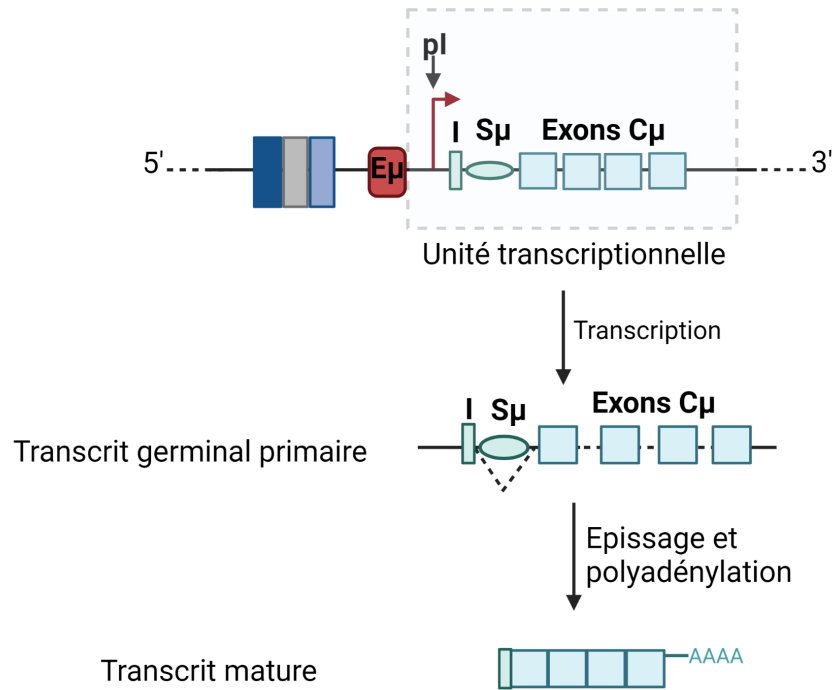 pI
I Sµ Exons Cµ
5' Eµ 3'
Unité transcriptionnelle
Transcription
I Sµ Exons Cµ
Transcrit germinal primaire
Epissage et
polyadénylation
Transcrit mature AAAA